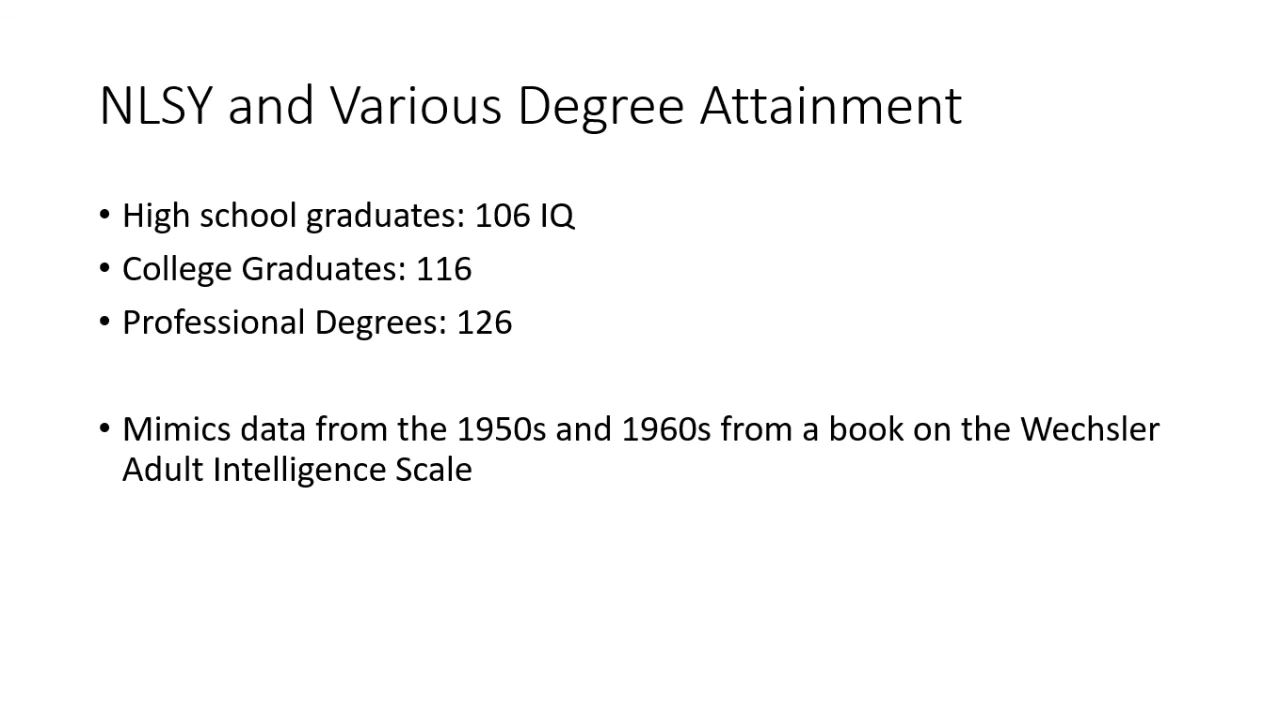 NLSY and Various Degree Attainment
• High school graduates: 106 IQ
• College Graduates: 116
• Professional Degrees: 126
• Mimics data from the 1950s and 1960s from a book on the Wechsler
Adult Intelligence Scale